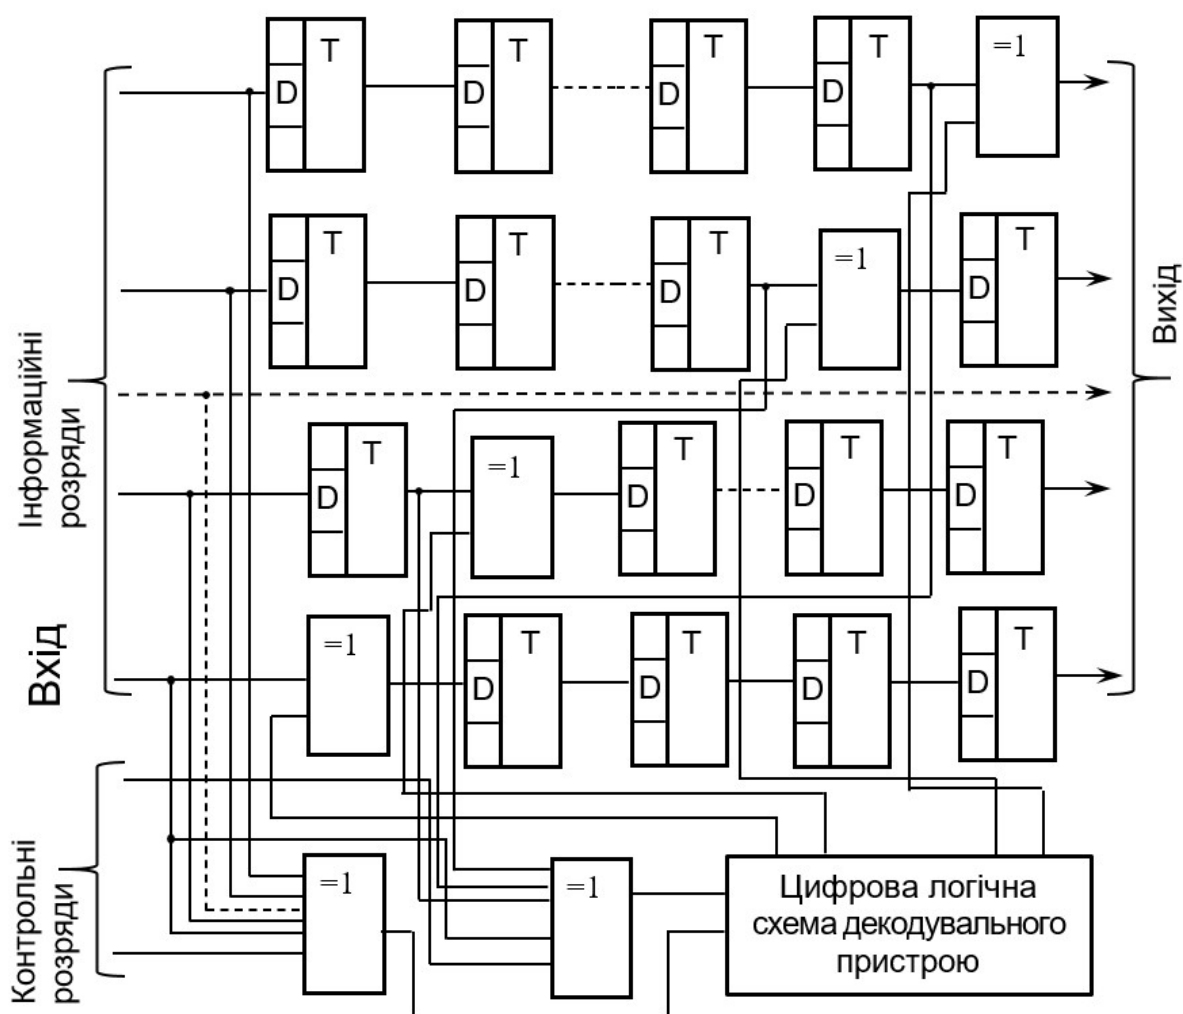 T
T
T
T
=1
D
D
D
D
T
T
T
=1
T
D
D
D
D
Вихід
Інформаційні
розряди
T
=1
T
T
T
D
D
D
D
Вхід
=1
T
T
T
T
D
D
D
D
Контрольні
розряди
=1
=1
Цифрова логічна
схема декодувального
пристрою